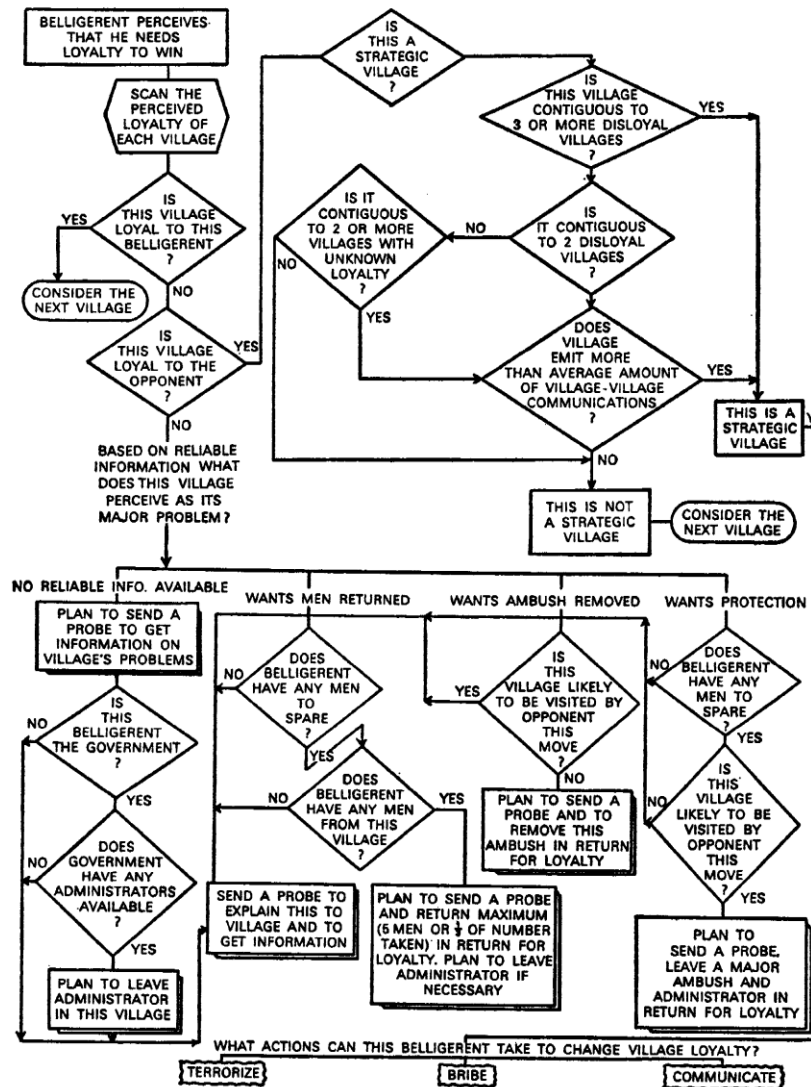 BELLIGERENT PERCEIVES
THAT HE NEEDS
LOYALTY TO WIN
SCAN THE
PERCEIVED
LOYALTY OF
EACH VILLAGE
IS
THIS VILLAGE
LOYAL TO THIS
BELLIGERENT
?
YES
CONSIDER THE
NEXT VILLAGE
NO
IS
THIS VILLAGE
LOYAL TO THE
OPPONENT
?
YES
NO
IS
THIS A
STRATEGIC
VILLAGE
?
IS
THIS VILLAGE
CONTIGUOUS TO
3 OR MORE DISLOYAL
VILLAGES
?
YES
IS
IT CONTIGUOUS
TO 2 DISLOYAL
VILLAGES
?
NO
IS IT
CONTIGUOUS
TO 2 OR MORE
VILLAGES WITH
UNKNOWN
LOYALTY
?
NO
YES
DOES
VILLAGE
EMIT MORE
THAN AVERAGE AMOUNT
OF VILLAGE-VILLAGE
COMMUNICATIONS
?
YES
NO
THIS IS A
STRATEGIC
VILLAGE
THIS IS NOT
A STRATEGIC
VILLAGE
CONSIDER THE
NEXT VILLAGE
BASED ON RELIABLE
INFORMATION WHAT
DOES THIS VILLAGE
PERCEIVE AS ITS
MAJOR PROBLEM?
NO RELIABLE INFO. AVAILABLE
PLAN TO SEND A
PROBE TO GET
INFORMATION ON
VILLAGE'S PROBLEMS
IS
THIS
BELLIGERENT
THE GOVERNMENT
?
NO
YES
DOES
GOVERNMENT
HAVE ANY
ADMINISTRATORS
AVAILABLE
?
NO
YES
PLAN TO LEAVE
ADMINISTRATOR
IN THIS VILLAGE
WANTS MEN RETURNED
DOES
BELLIGERENT
HAVE ANY MEN
TO
SPARE
?
NO
YES
DOES
BELLIGERENT
HAVE ANY MEN
FROM THIS
VILLAGE
?
NO
YES
SEND A PROBE TO
EXPLAIN THIS TO
VILLAGE AND TO
GET INFORMATION
PLAN TO SEND A PROBE
AND RETURN MAXIMUM
(5 MEN OR OF NUMBER
TAKEN) IN RETURN FOR
LOYALTY. PLAN TO LEAVE
ADMINISTRATOR IF
NECESSARY
WANTS AMBUSH REMOVED
IS
THIS
VILLAGE LIKELY
TO BE VISITED BY
OPPONENT
THIS
MOVE
?
YES
NO
PLAN TO SEND A
PROBE AND TO
REMOVE THIS
AMBUSH IN RETURN
FOR LOYALTY
WANTS PROTECTION
DOES
BELLIGERENT
HAVE ANY
MEN TO
SPARE
?
NO
YES
IS
THIS
VILLAGE
LIKELY TO BE
VISITED BY
OPPONENT
THIS
MOVE
?
NO
YES
PLAN TO
SEND A PROBE,
LEAVE A MAJOR
AMBUSH AND
ADMINISTRATOR IN
RETURN FOR LOYALTY
WHAT ACTIONS CAN THIS BELLIGERENT TAKE TO CHANGE VILLAGE LOYALTY?
TERRORIZE
BRIBE
COMMUNICATE